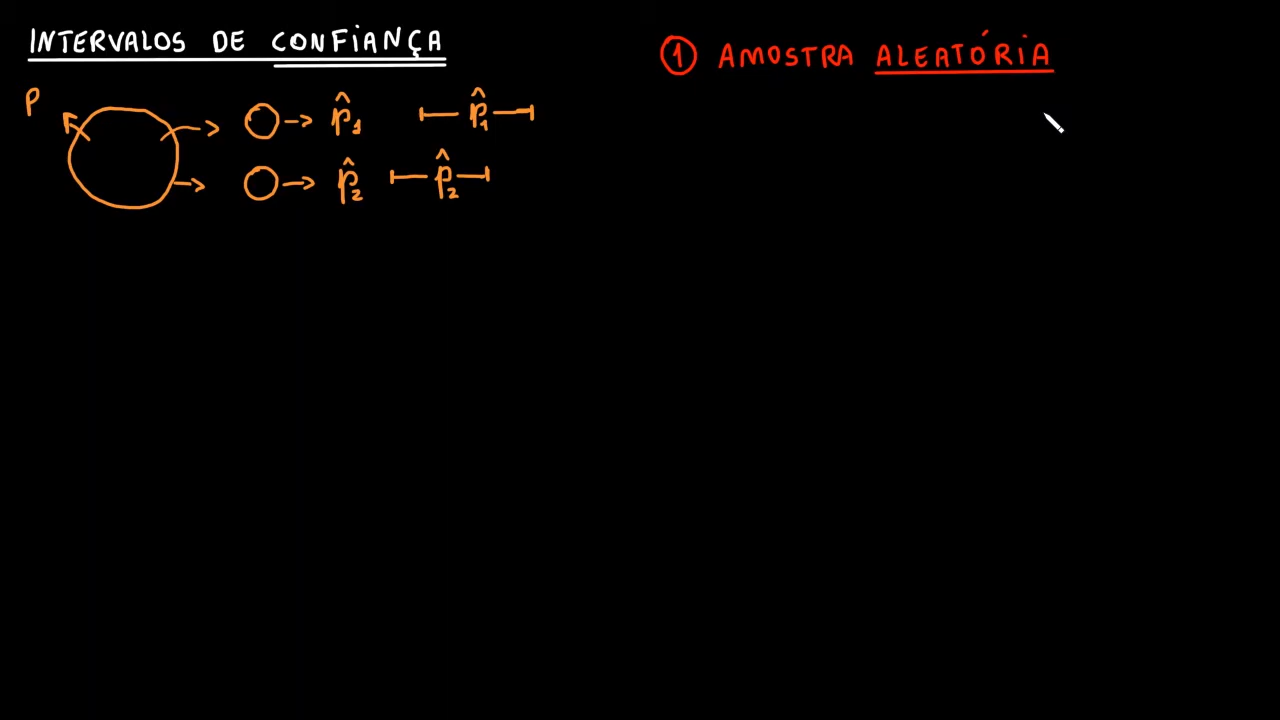 INTERVALOS DE CONFIANÇA
P
p̂1
p̂1
p̂2
p̂2
① AMOSTRA ALEATÓRIA